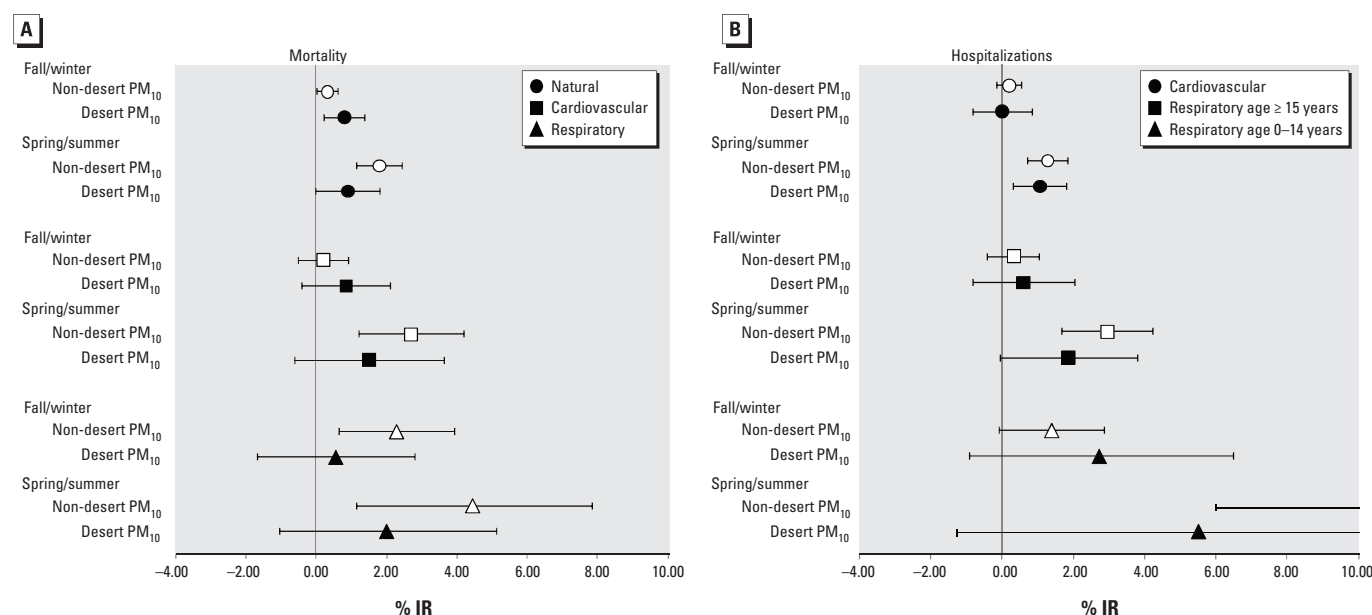 A
Mortality
Fall/winter
Non-desert PM₁₀
Desert PM₁₀
Spring/summer
Non-desert PM₁₀
Desert PM₁₀
Fall/winter
Non-desert PM₁₀
Desert PM₁₀
Spring/summer
Non-desert PM₁₀
Desert PM₁₀
Fall/winter
Non-desert PM₁₀
Desert PM₁₀
Spring/summer
Non-desert PM₁₀
Desert PM₁₀
Natural
Cardiovascular
Respiratory
–4.00 –2.00 0.00 2.00 4.00 6.00 8.00 10.00
% IR
B
Hospitalizations
Fall/winter
Non-desert PM₁₀
Desert PM₁₀
Spring/summer
Non-desert PM₁₀
Desert PM₁₀
Fall/winter
Non-desert PM₁₀
Desert PM₁₀
Spring/summer
Non-desert PM₁₀
Desert PM₁₀
Fall/winter
Non-desert PM₁₀
Desert PM₁₀
Spring/summer
Non-desert PM₁₀
Desert PM₁₀
Cardiovascular
Respiratory age ≥ 15 years
Respiratory age 0–14 years
–4.00 –2.00 0.00 2.00 4.00 6.00 8.00 10.00
% IR